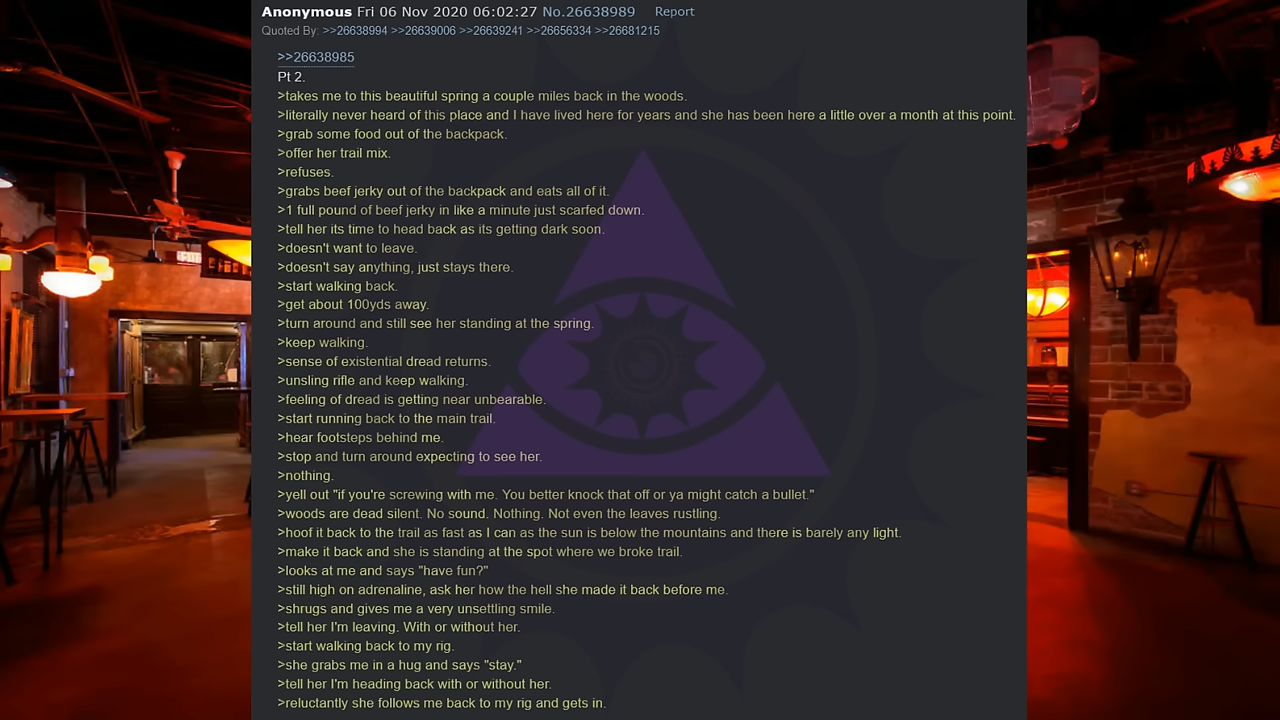 Anonymous Fri 06 Nov 2020 06:02:27 No.26638989 Report
Quoted By: >>26638994 >>26639006 >>26639241 >>26656334 >>26681215
>>26638985
Pt 2.
>takes me to this beautiful spring a couple miles back in the woods.
>literally never heard of this place and I have lived here for years and she has been here a little over a month at this point.
>grab some food out of the backpack.
>offer her trail mix.
>refuses.
>grabs beef jerky out of the backpack and eats all of it.
>1 full pound of beef jerky in like a minute just scarfed down.
>tell her its time to head back as its getting dark soon.
>doesn't want to leave.
>doesn't say anything, just stays there.
>start walking back.
>get about 100yds away.
>turn around and still see her standing at the spring.
>keep walking.
>sense of existential dread returns.
>unsling rifle and keep walking.
>feeling of dread is getting near unbearable.
>start running back to the main trail.
>hear footsteps behind me.
>stop and turn around expecting to see her.
>nothing.
>yell out "if you're screwing with me. You better knock that off or ya might catch a bullet."
>woods are dead silent. No sound. Nothing. Not even the leaves rustling.
>hoof it back to the trail as fast as I can as the sun is below the mountains and there is barely any light.
>make it back and she is standing at the spot where we broke trail.
>looks at me and says "have fun?"
>still high on adrenaline, ask her how the hell she made it back before me.
>shrugs and gives me a very unsettling smile.
>tell her I'm leaving. With or without her.
>start walking back to my rig.
>she grabs me in a hug and says "stay."
>tell her I'm heading back with or without her.
>reluctantly she follows me back to my rig and gets in.